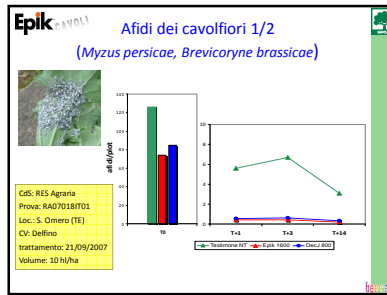 Epik CAVOLI
Afidi dei cavolfiori 1/2
(Myzus persicae, Brevicoryne brassicae)
CdS: RES Agraria
Prova: RA07018IT01
Loc.: S. Omero (TE)
CV: Delfino
trattamento: 21/09/2007
Volume: 10 hl/ha
afidi/plot
140
120
100
80
60
40
20
0
T0
10
8
6
4
2
0
T+1
T+3
T+14
Testimone NT
Epik 1600
DecJ 800